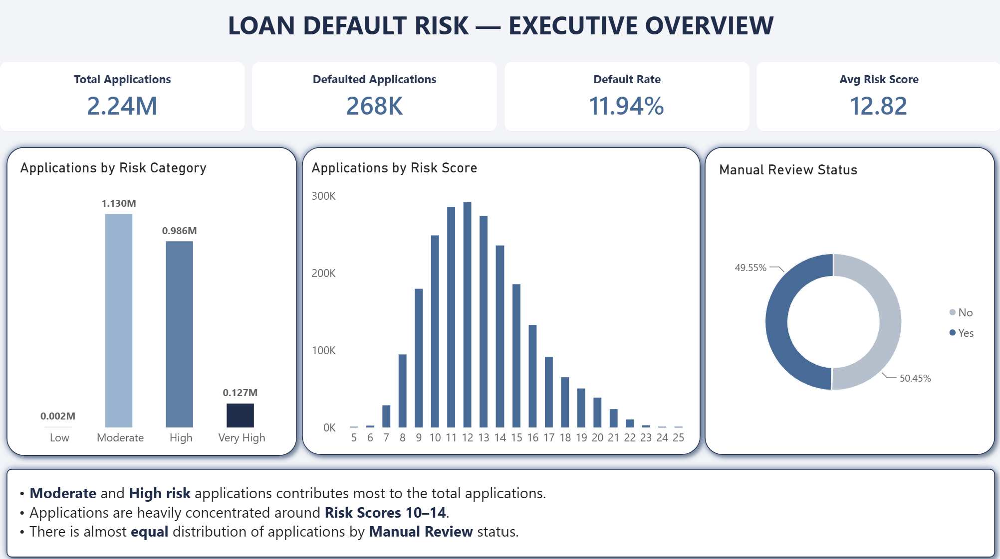 LOAN DEFAULT RISK — EXECUTIVE OVERVIEW
Total Applications
2.24M
Defaulted Applications
268K
Default Rate
11.94%
Avg Risk Score
12.82
Applications by Risk Category
1.130M
0.986M
0.127M
0.002M
Low Moderate High Very High
Applications by Risk Score
300K
200K
100K
0K
5 6 7 8 9 10 11 12 13 14 15 16 17 18 19 20 21 22 23 24 25
Manual Review Status
49.55%
No
Yes
50.45%
• Moderate and High risk applications contributes most to the total applications.
• Applications are heavily concentrated around Risk Scores 10–14.
• There is almost equal distribution of applications by Manual Review status.